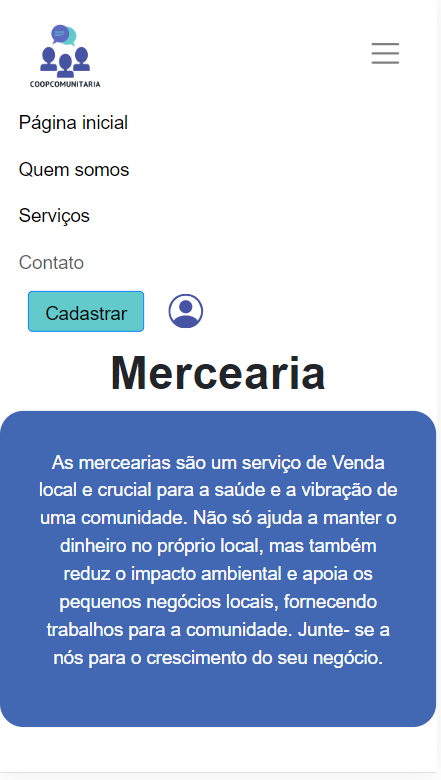 COOPCOMUNITARIA
Página inicial
Quem somos
Serviços
Contato
Cadastrar
Mercearia
As mercearias são um serviço de Venda
local e crucial para a saúde e a vibração de
uma comunidade. Não só ajuda a manter o
dinheiro no próprio local, mas também
reduz o impacto ambiental e apoia os
pequenos negócios locais, fornecendo
trabalhos para a comunidade. Junte- se a
nós para o crescimento do seu negócio.